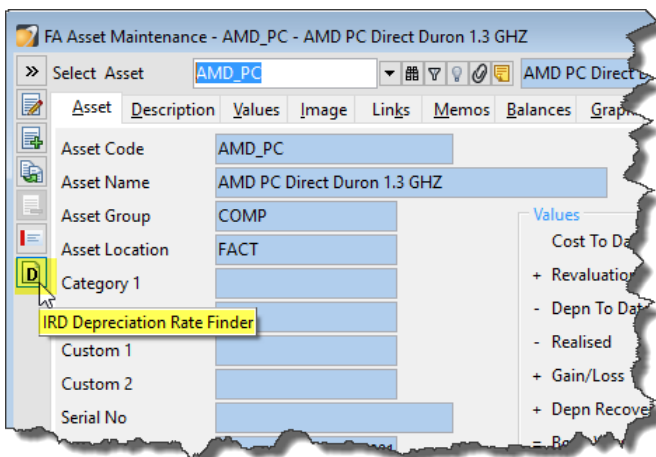 FA Asset Maintenance - AMD_PC - AMD PC Direct Duron 1.3 GHZ
Select Asset AMD_PC AMD PC Direct
Asset Description Values Image Links Memos Balances
Asset Code AMD_PC
Asset Name AMD PC Direct Duron 1.3 GHZ
Asset Group COMP Values
Asset Location FACT Cost To
D Category 1 + Revaluation
IRD Depreciation Rate Finder - Depn To
Custom 1 - Realised
Custom 2 + Gain/Loss
Serial No + Depn